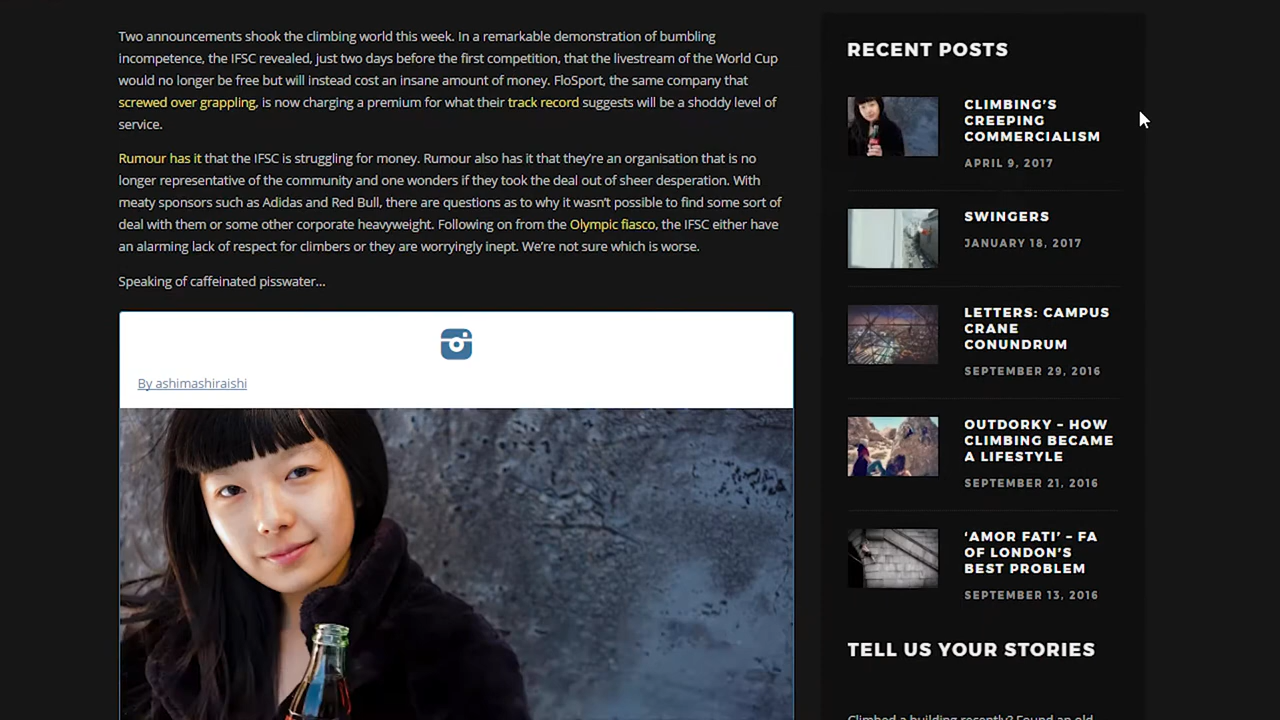 Two announcements shook the climbing world this week. In a remarkable demonstration of bumbling
incompetence, the IFSC revealed, just two days before the first competition, that the livestream of the World Cup
would no longer be free but will instead cost an insane amount of money. FloSport, the same company that
screwed over grappling, is now charging a premium for what their track record suggests will be a shoddy level of
service.
Rumour has it that the IFSC is struggling for money. Rumour also has it that they're an organisation that is no
longer representative of the community and one wonders if they took the deal out of sheer desperation. With
meaty sponsors such as Adidas and Red Bull, there are questions as to why it wasn't possible to find some sort of
deal with them or some other corporate heavyweight. Following on from the Olympic fiasco, the IFSC either have
an alarming lack of respect for climbers or they are worryingly inept. We're not sure which is worse.
Speaking of caffeinated pisswater...
By ashimashiraishi
RECENT POSTS
CLIMBING'S
CREEPING
COMMERCIALISM
APRIL 9, 2017
SWINGERS
JANUARY 18, 2017
LETTERS: CAMPUS
CRANE
CONUNDRUM
SEPTEMBER 29, 2016
OUTDORKY – HOW
CLIMBING BECAME
A LIFESTYLE
SEPTEMBER 21, 2016
'AMOR FATI' – FA
OF LONDON'S
BEST PROBLEM
SEPTEMBER 13, 2016
TELL US YOUR STORIES
Climbed a building recently? Found an old